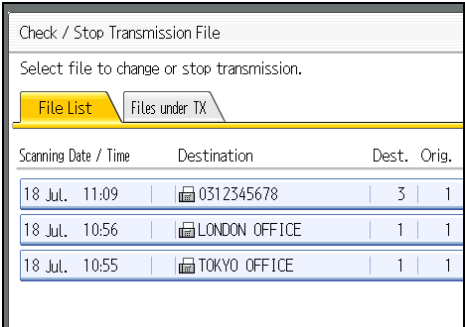 Check / Stop Transmission File
Select file to change or stop transmission.
File List Files under TX
Scanning Date / Time Destination Dest. Orig.
18 Jul. 11:09 0312345678 3 1
18 Jul. 10:56 LONDON OFFICE 1 1
18 Jul. 10:55 TOKYO OFFICE 1 1